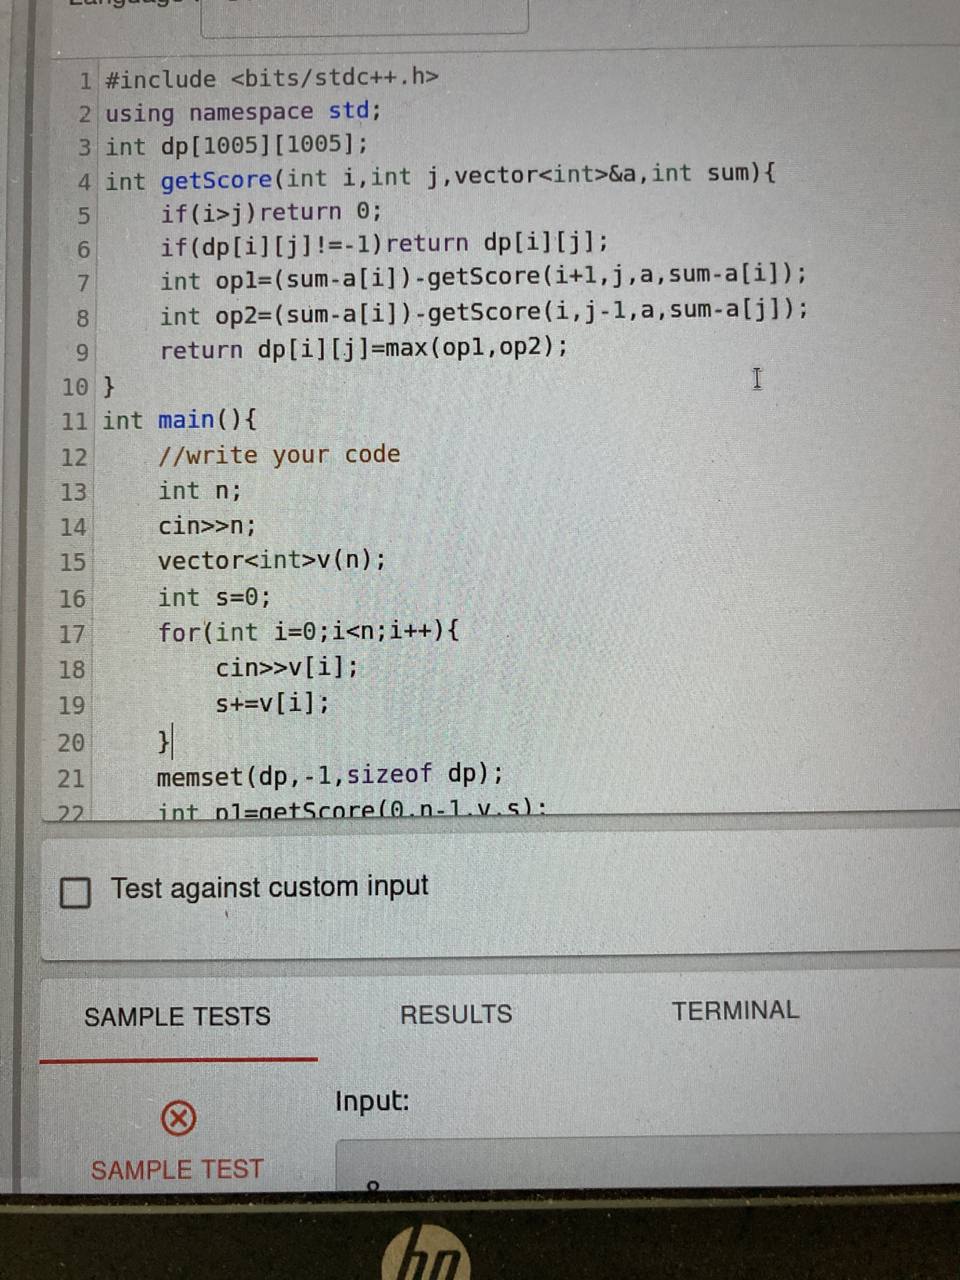 1 #include <bits/stdc++.h>
2 using namespace std;
3 int dp[1005][1005];
4 int getScore(int i,int j,vector<int>&a,int sum){
5 if(i>j)return 0;
6 if(dp[i][j]!=-1)return dp[i][j];
7 int op1=(sum-a[i])-getScore(i+1,j,a,sum-a[i]);
8 int op2=(sum-a[i])-getScore(i,j-1,a,sum-a[j]);
9 return dp[i][j]=max(op1,op2);
10 }
11 int main(){
12 //write your code
13 int n;
14 cin>>n;
15 vector<int>v(n);
16 int s=0;
17 for(int i=0;i<n;i++){
18 cin>>v[i];
19 s+=v[i];
20 }
21 memset(dp,-1,sizeof dp);
22 int p1=getScore(0,n-1,v,s);
Test against custom input
SAMPLE TESTS RESULTS TERMINAL
Input:
SAMPLE TEST
hp